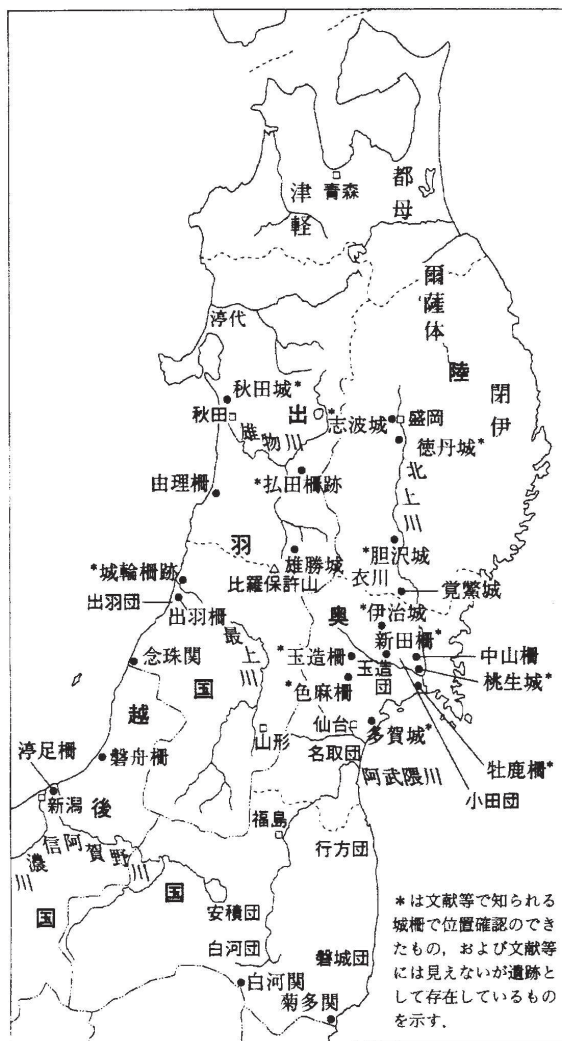 青森
津軽
都母
爾薩体
渟代
陸
閉伊
秋田城*
秋田
出
*志波城
盛岡
雄物川
徳丹城*
*払田柵跡
北上川
由理柵
羽
雄勝城
*胆沢城
*城輪柵跡
比羅保許山
衣川
覚繁城
出羽団
出羽柵
奥
*伊治城
最上川
新田柵*
念珠関
*玉造柵
玉造団
中山柵
桃生城*
国
*色麻柵
越
仙台
多賀城*
牡鹿柵*
渟足柵
磐舟柵
山形
名取団
阿武隈川
小田団
新潟
後
福島
信濃川
阿賀野川
行方団
国
国
安積団
白河団
磐城団
白河関
菊多関
*は文献等で知られる
城柵で位置確認のでき
たもの,および文献等
には見えないが遺跡と
して存在しているもの
を示す.